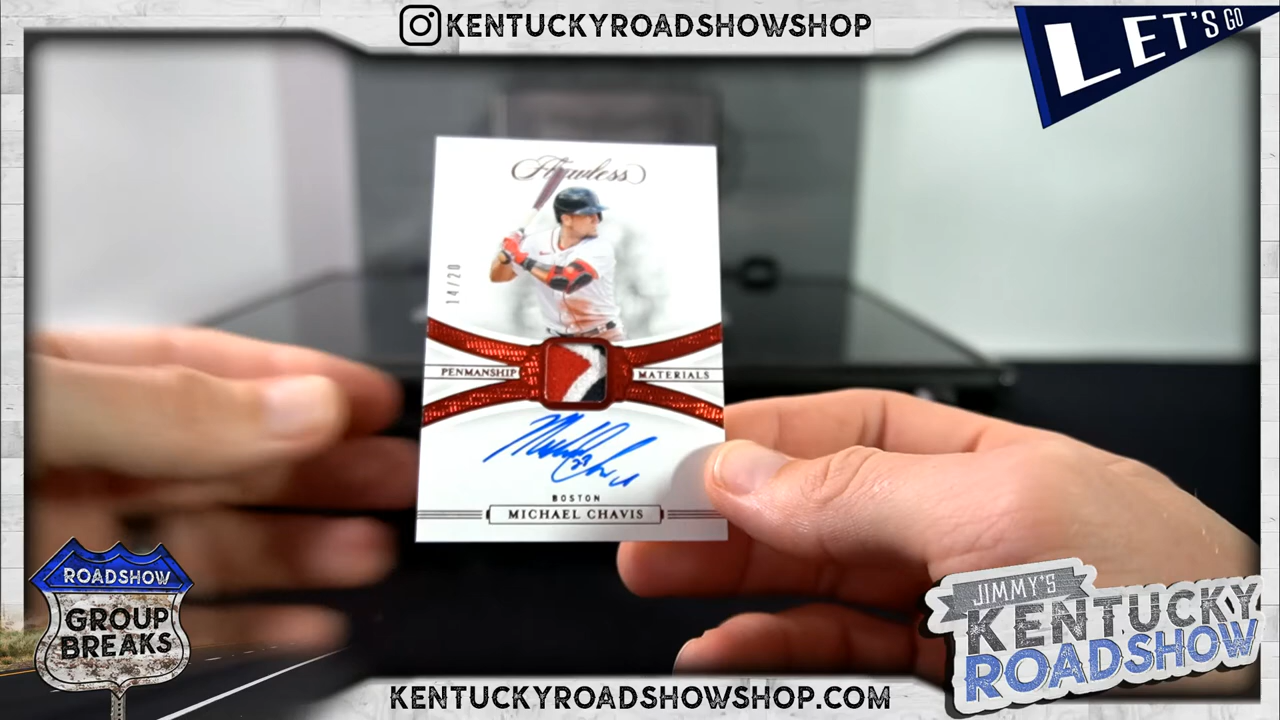 KENTUCKYROADSHOWSHOP
LET'S GO
Flawless
14/20
PENMANSHIP
MATERIALS
BOSTON
MICHAEL CHAVIS
ROADSHOW
GROUP
BREAKS
JIMMY'S
KENTUCKY
ROADSHOW
KENTUCKYROADSHOWSHOP.COM